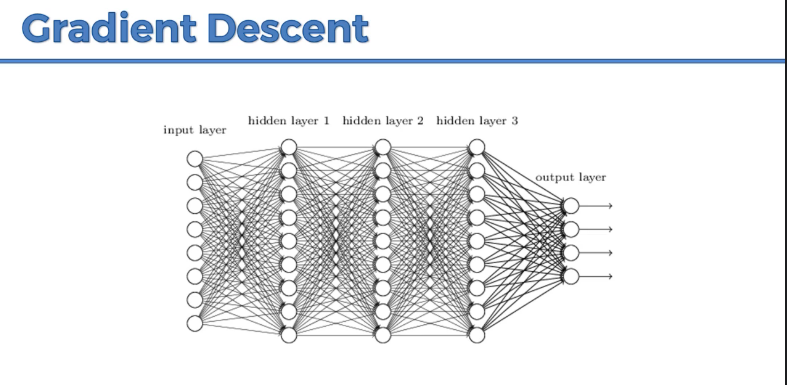 Gradient Descent
hidden layer 1 hidden layer 2 hidden layer 3
input layer
output layer